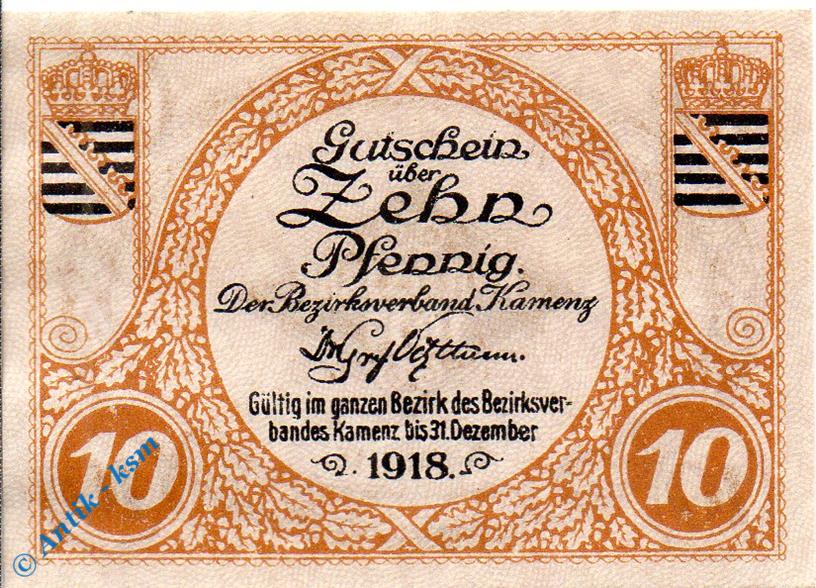 Gutschein
über
Zehn
Pfennig.
Der Bezirksverband Kamenz
Gültig im ganzen Bezirk des Bezirksver-
bandes Kamenz bis 31. Dezember
1918.
10
10
© Antik - ksm